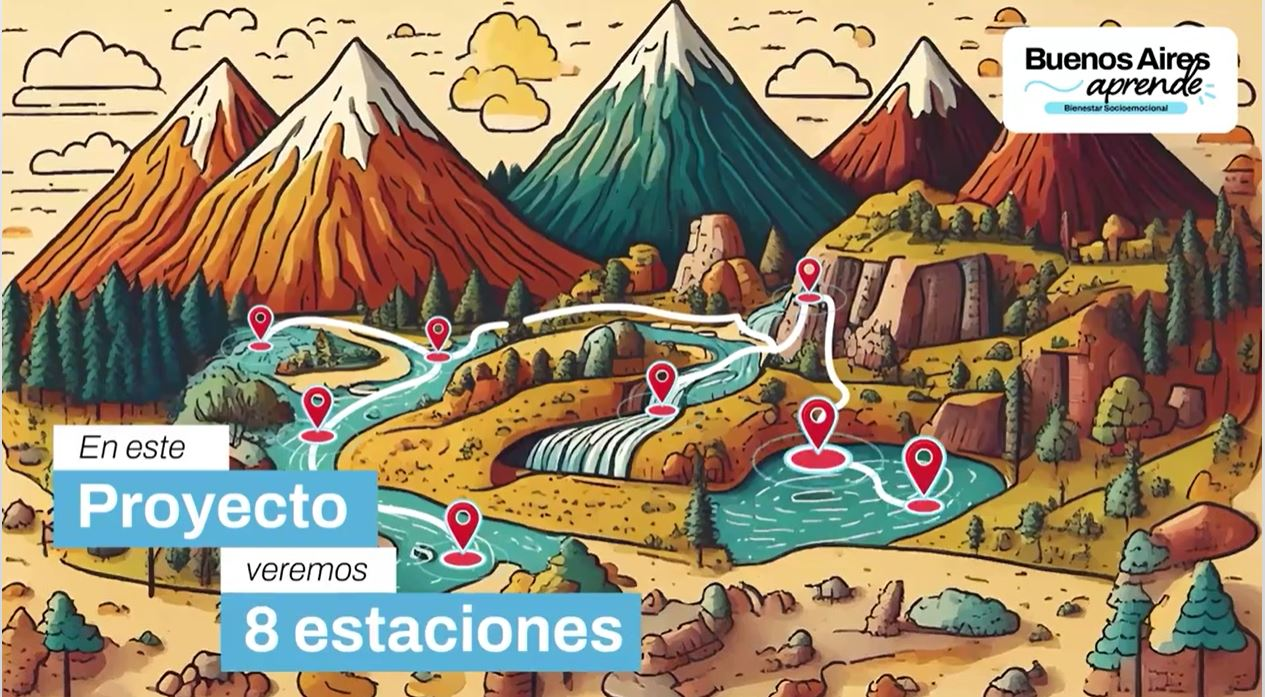 Buenos Aires
aprende
Bienestar Socioemocional
En este
Proyecto
veremos
8 estaciones